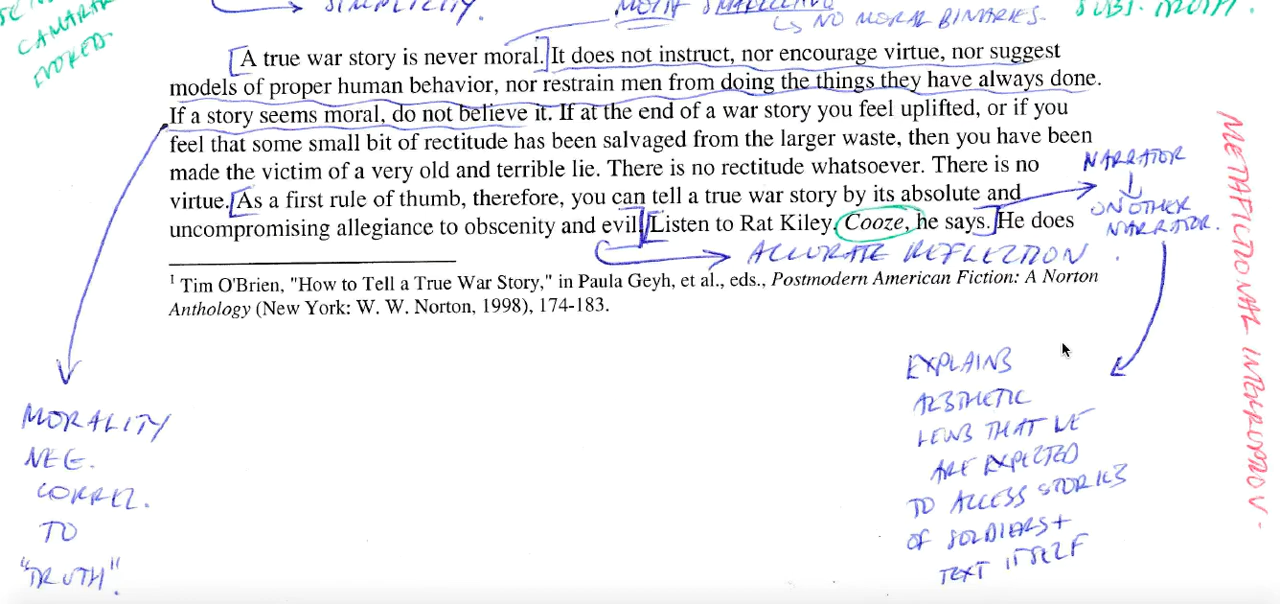 SIMPLICITY.
NO MORAL BINARIES.
SUBJ. TRUTH.
CAMARAD
EVOKED.
A true war story is never moral. It does not instruct, nor encourage virtue, nor suggest
models of proper human behavior, nor restrain men from doing the things they have always done.
If a story seems moral, do not believe it. If at the end of a war story you feel uplifted, or if you
feel that some small bit of rectitude has been salvaged from the larger waste, then you have been
made the victim of a very old and terrible lie. There is no rectitude whatsoever. There is no
virtue. As a first rule of thumb, therefore, you can tell a true war story by its absolute and
uncompromising allegiance to obscenity and evil. Listen to Rat Kiley. Cooze, he says. He does
NARRATOR
ON OTHER
NARRATOR.
ACCURATE REFLECTION
METAFICTIONAL
1 Tim O'Brien, "How to Tell a True War Story," in Paula Geyh, et al., eds., Postmodern American Fiction: A Norton
Anthology (New York: W. W. Norton, 1998), 174-183.
MORALITY
NEG.
CORREL.
TO
"TRUTH".
EXPLAINS
AESTHETIC
LENS THAT WE
ARE EXPECTED
TO ACCESS STORIES
OF SOLDIERS +
TEXT ITSELF